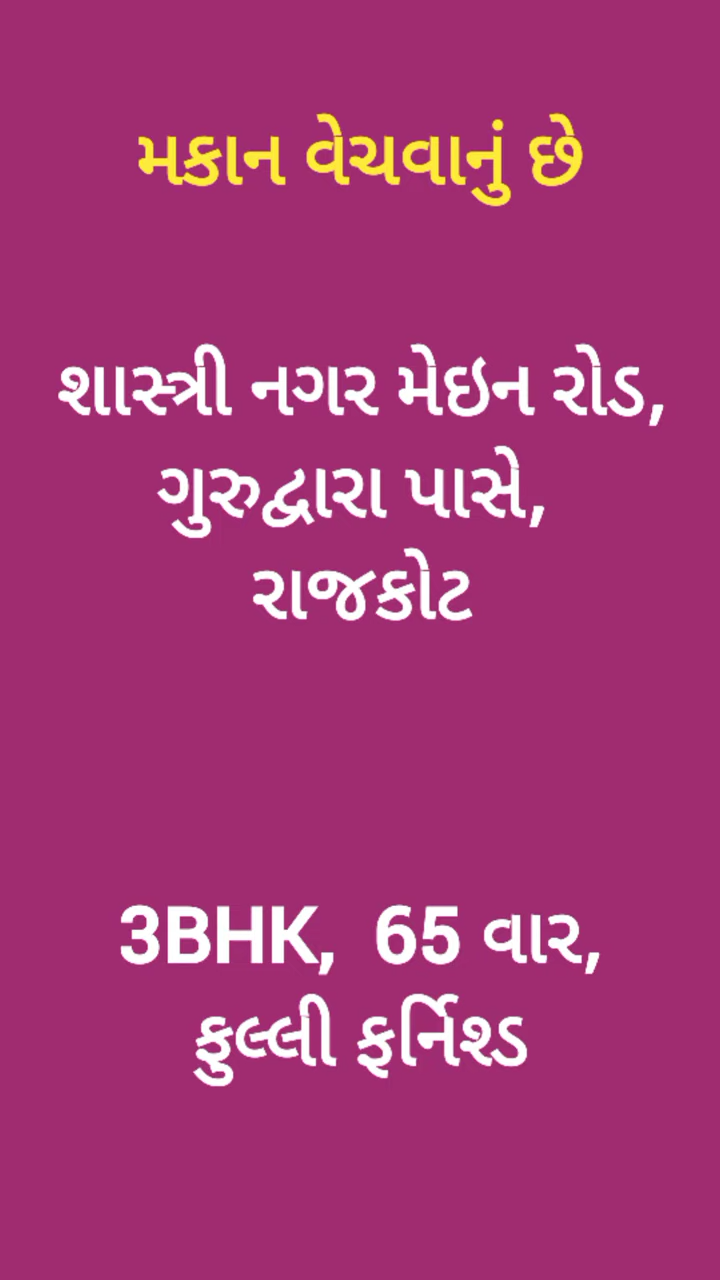 મકાન વેચવાનું છે
શાસ્ત્રી નગર મેઇન રોડ,
ગુરુદ્વારા પાસે,
રાજકોટ
3BHK, 65 વાર,
ફુલ્લી ફર્નિશ્ડ